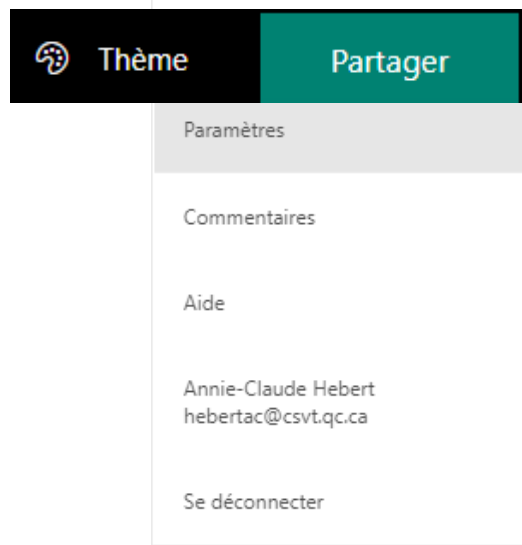 Thème
Partager
Paramètres
Commentaires
Aide
Annie-Claude Hebert
hebertac@csvt.qc.ca
Se déconnecter